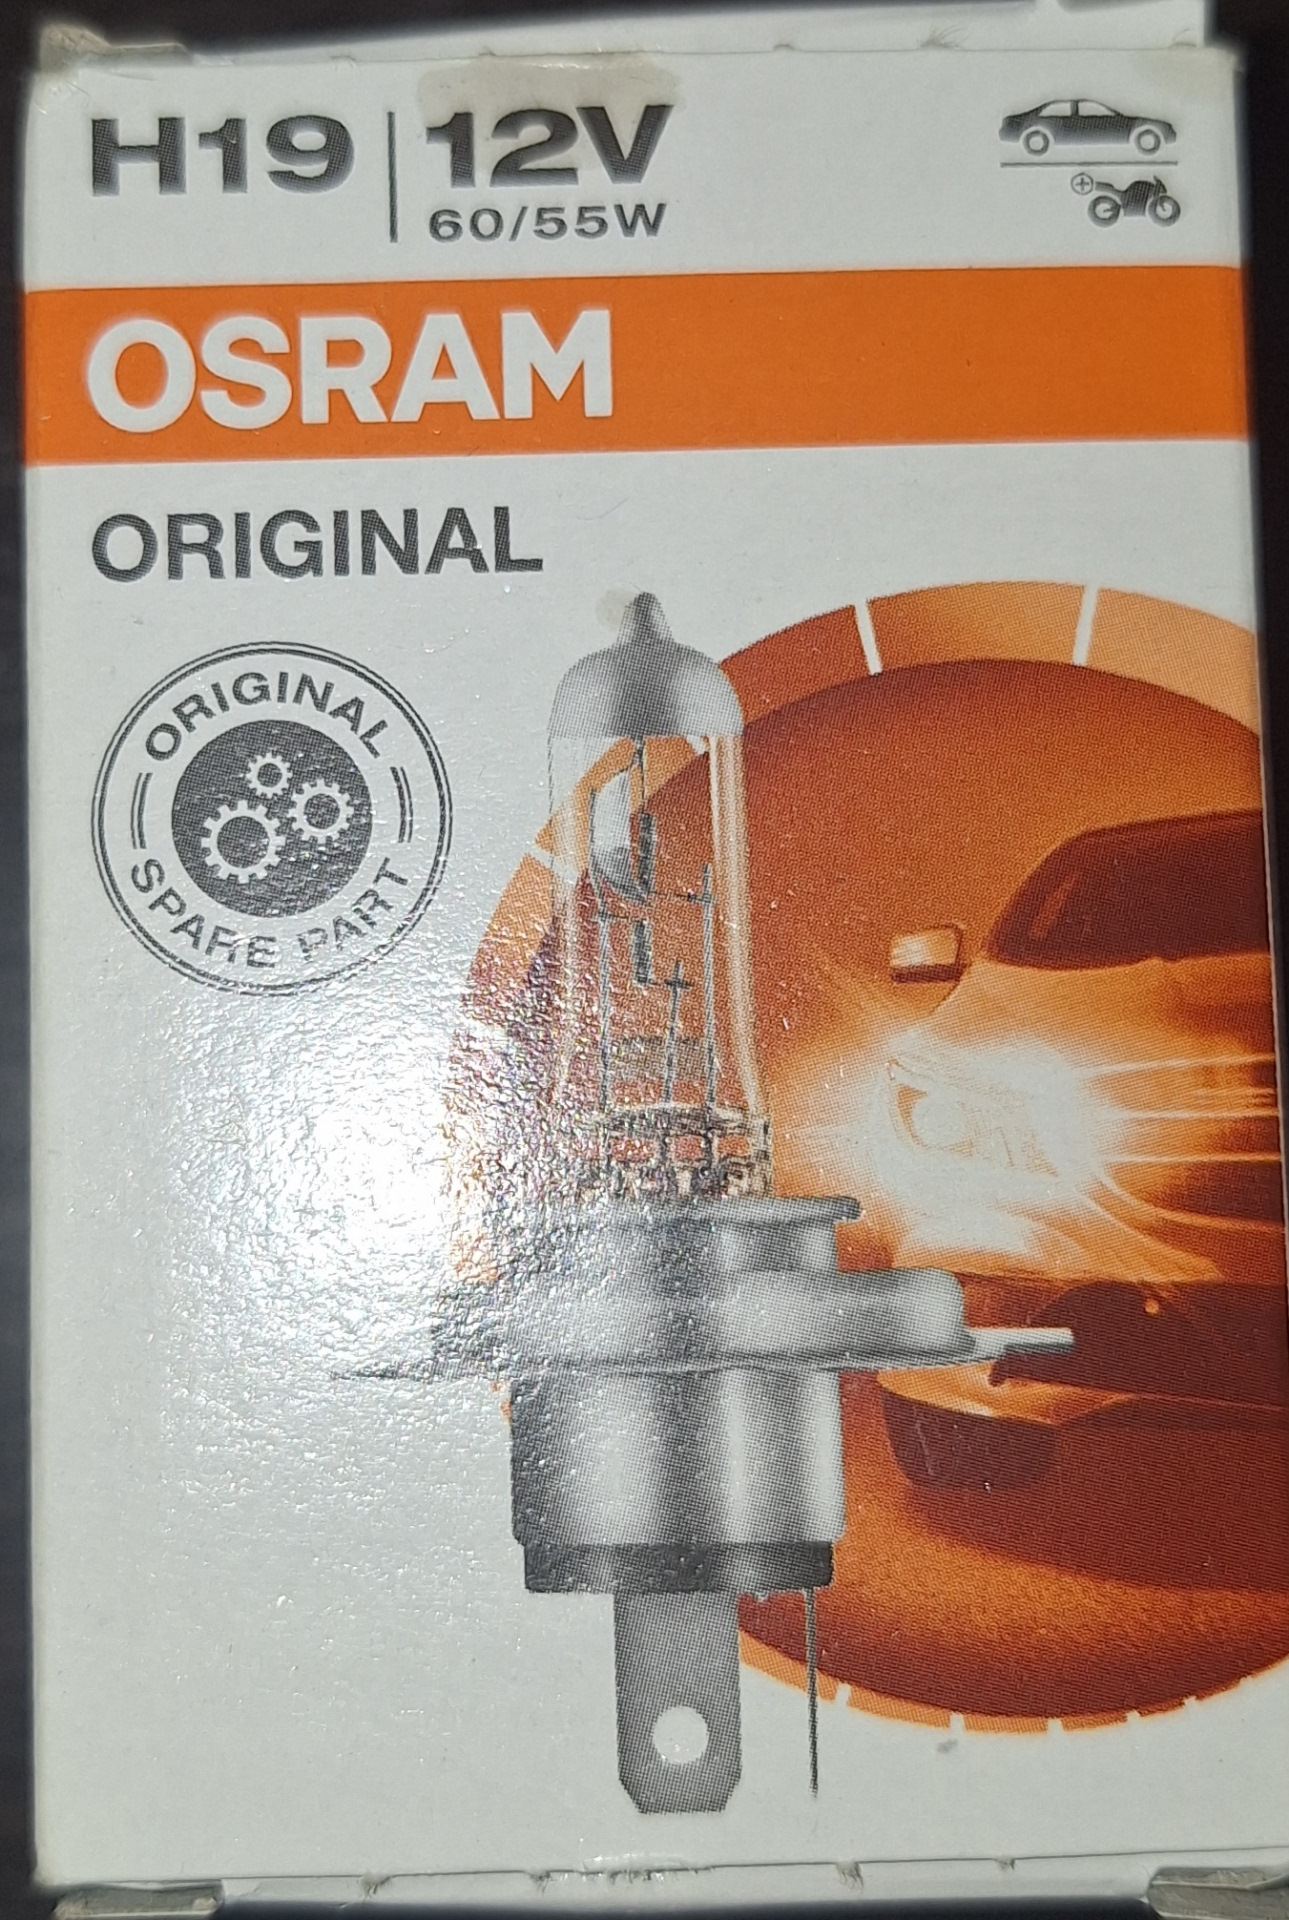 H19 | 12V
60/55W
OSRAM
ORIGINAL
ORIGINAL
SPARE PART